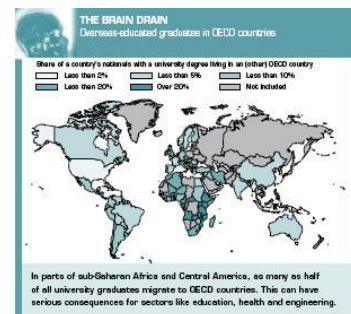 THE BRAIN DRAIN
Overseas-educated graduates in OECD countries
Share of a country's nationals with a university degree living in an (other) OECD country
Less than 2%
Less than 5%
Less than 10%
Less than 20%
Over 20%
Not included
In parts of sub-Saharan Africa and Central America, as many as half
of all university graduates migrate to OECD countries. This can have
serious consequences for sectors like education, health and engineering.